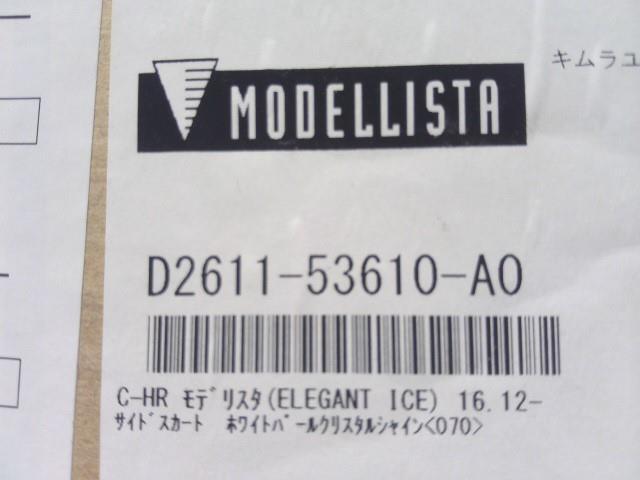 キムラユ
MODELLISTA
D2611-53610-A0
C-HR ﾓﾃﾞﾘｽﾀ(ELEGANT ICE) 16.12-
ｻｲﾄﾞｽｶｰﾄ ﾎﾜｲﾄﾊﾟｰﾙｸﾘｽﾀﾙｼｬｲﾝ<070>